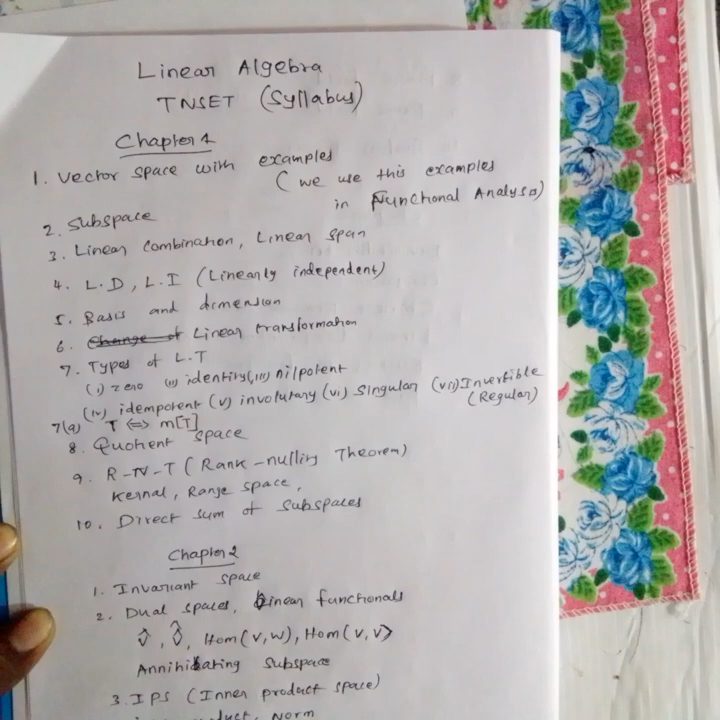 Linear Algebra
TNSET (Syllabus)
Chapter 1
1. Vector space with examples
( we use this examples
in Functional Analysis)
2. Subspace
3. Linear combination, Linear span
4. L.D, L.I (Linearly independent)
5. Basis and dimension
6. Change of Linear transformation
7. Types of L.T
(i) zero (ii) identity (iii) nilpotent
(iv) idempotent (v) involutary (vi) Singular (vii) Invertible
(Regular)
7(a) T ⇔ m[T]
8. Quotient space
9. R-N-T ( Rank-nullity Theorem)
Kernal, Range space,
10. Direct sum of subspaces
Chapter 2
1. Invariant space
2. Dual spaces, Linear functionals
V̂, V̂̂, Hom(V,W), Hom(V,V)
Annihilating Subspace
3. IPS (Inner product space)
product, Norm